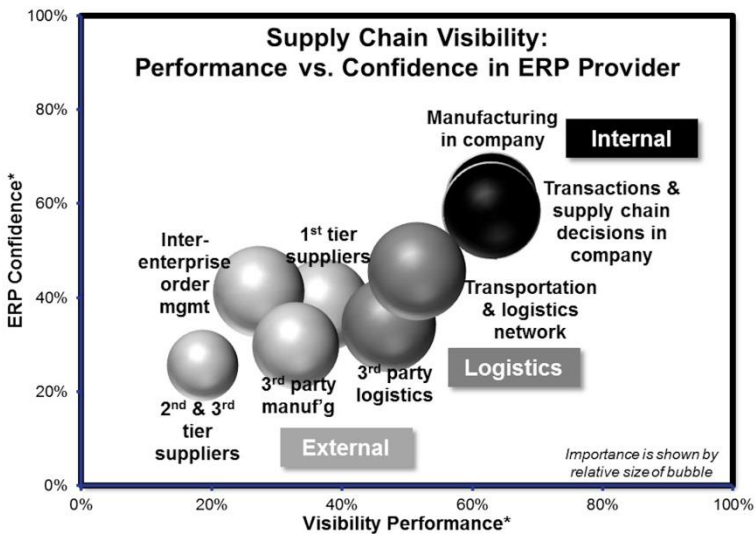 Supply Chain Visibility:
Performance vs. Confidence in ERP Provider
100%
80%
60%
40%
20%
0%
ERP Confidence*
Manufacturing
in company
Internal
Transactions &
supply chain
decisions in
company
1st tier
suppliers
Inter-
enterprise
order
mgmt
Transportation
& logistics
network
Logistics
3rd party
logistics
3rd party
manuf'g
2nd & 3rd
tier
suppliers
External
Importance is shown by
relative size of bubble
0%
20%
40%
60%
80%
100%
Visibility Performance*